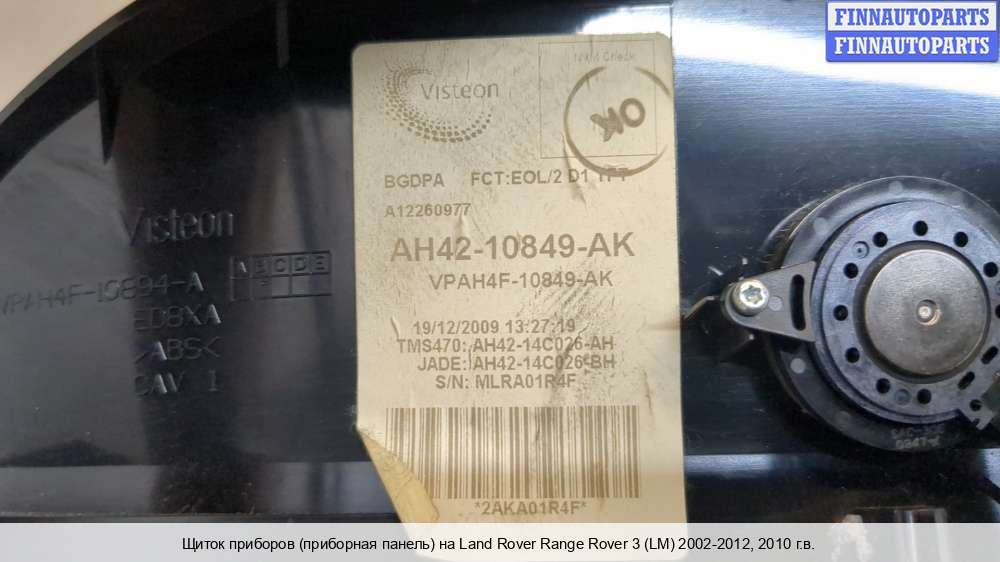 FINNAUTOPARTS
FINNAUTOPARTS
Visteon
OK
BGDPA FCT:EOL/2 D1 TFT
A12260977
AH42-10849-AK
VPAH4F-10849-AK
19/12/2009 13:27:19
TMS470: AH42-14C026-AH
JADE: AH42-14C026-BH
S/N: MLRA01R4F
*2AKA01R4F*
Visteon
VPAH4F-10894-A
A B C D E
ED8XA
>ABS<
CAV 1
Щиток приборов (приборная панель) на Land Rover Range Rover 3 (LM) 2002-2012, 2010 г.в.